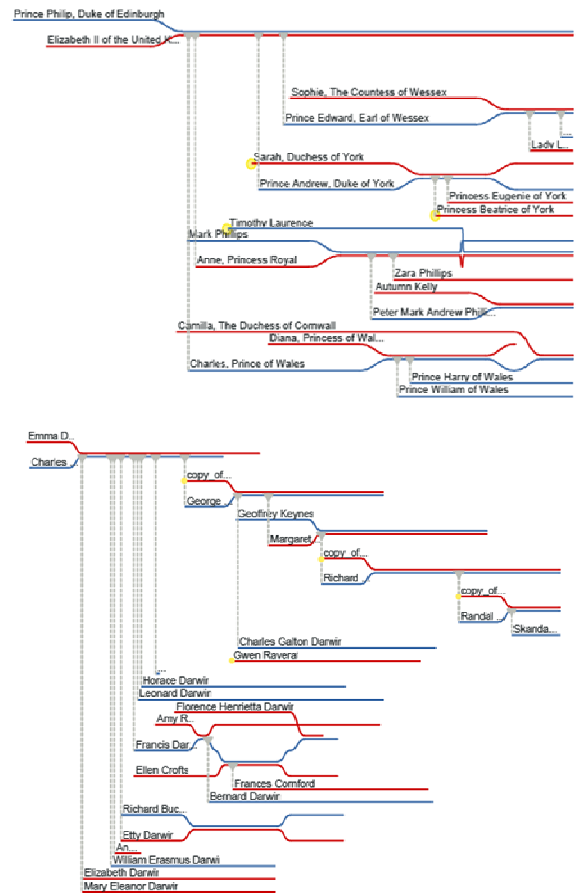 Prince Philip, Duke of Edinburgh
Elizabeth II of the United K...
Sophie, The Countess of Wessex
Prince Edward, Earl of Wessex
...
Lady L...
Sarah, Duchess of York
Prince Andrew, Duke of York
Princess Eugenie of York
Princess Beatrice of York
Timothy Laurence
Mark Phillips
Anne, Princess Royal
Zara Phillips
Autumn Kelly
Peter Mark Andrew Philli...
Camilla, The Duchess of Cornwall
Diana, Princess of Wal...
Charles, Prince of Wales
Prince Harry of Wales
Prince William of Wales
Emma D...
Charles ...
copy_of...
George ...
Geoffrey Keynes
Margaret
copy_of...
Richard
copy_of...
Randal ...
Skanda...
Charles Galton Darwin
Gwen Raverat
...
Horace Darwin
Leonard Darwin
Florence Henrietta Darwin
Amy R...
Francis Dar...
Ellen Crofts
Frances Cornford
Bernard Darwin
Richard Buc...
Etty Darwin
An...
William Erasmus Darwi
Elizabeth Darwin
Mary Eleanor Darwin